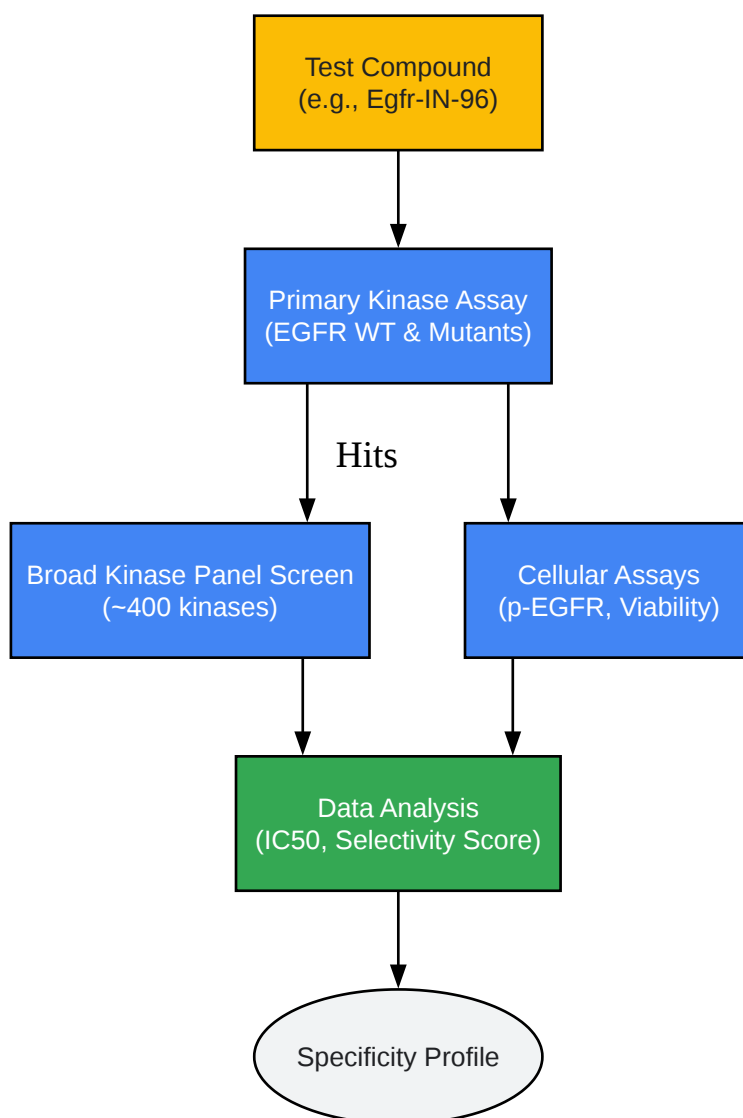 Test Compound
(e.g., Egfr-IN-96)
Primary Kinase Assay
(EGFR WT & Mutants)
Hits
Broad Kinase Panel Screen
(~400 kinases)
Cellular Assays
(p-EGFR, Viability)
Data Analysis
(IC50, Selectivity Score)
Specificity Profile